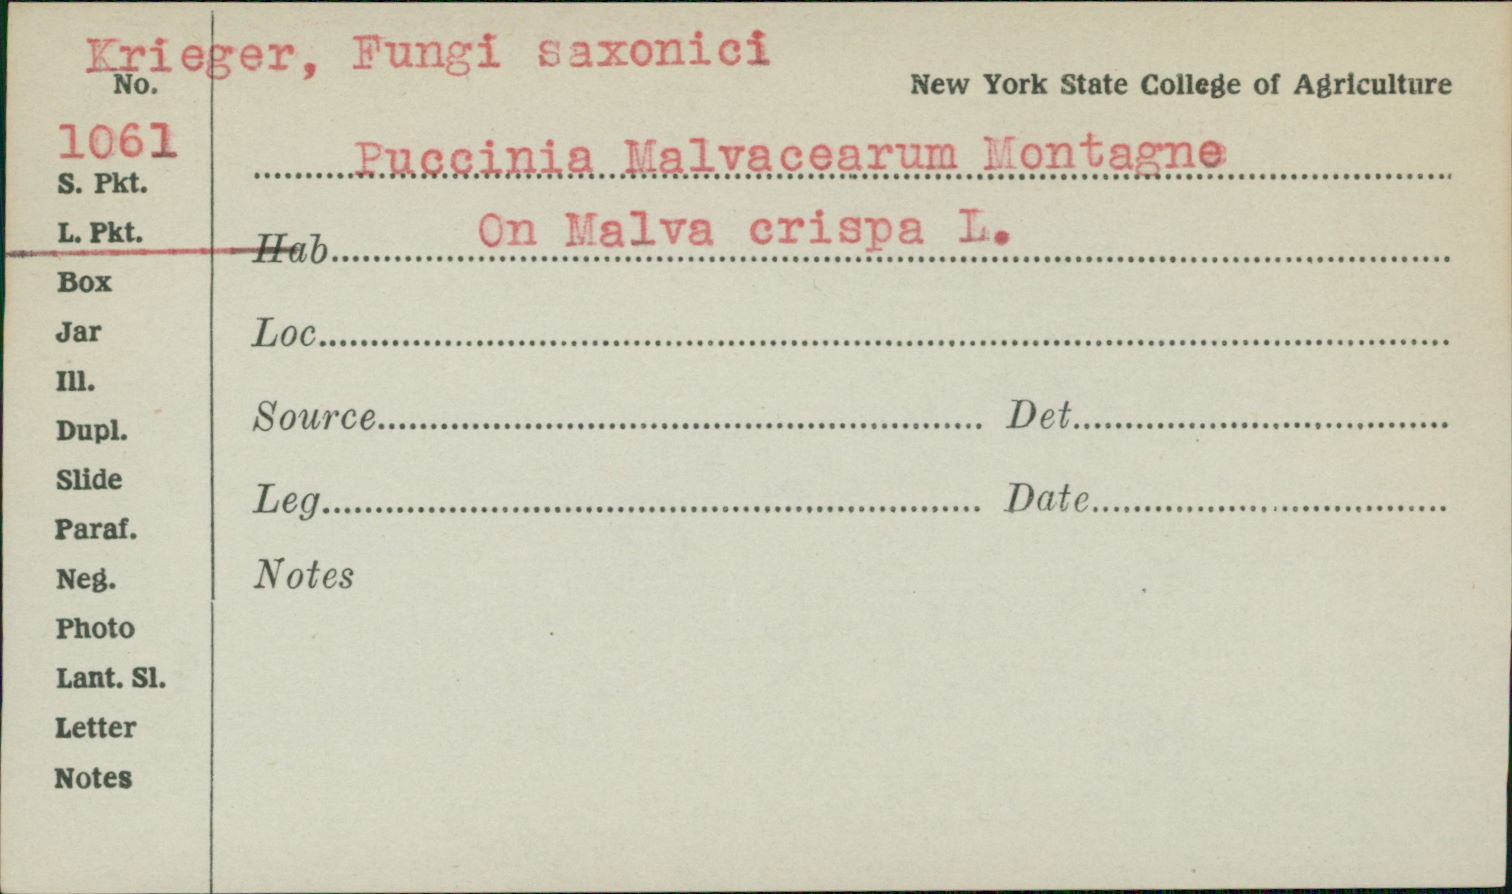 Krieger, Fungi saxonici
No.
New York State College of Agriculture
1061
Puccinia Malvacearum Montagne
S. Pkt.
L. Pkt.
Hab. On Malva crispa L.
Box
Jar
Loc.
Ill.
Dupl.
Source Det.
Slide
Leg. Date
Paraf.
Neg.
Notes
Photo
Lant. Sl.
Letter
Notes